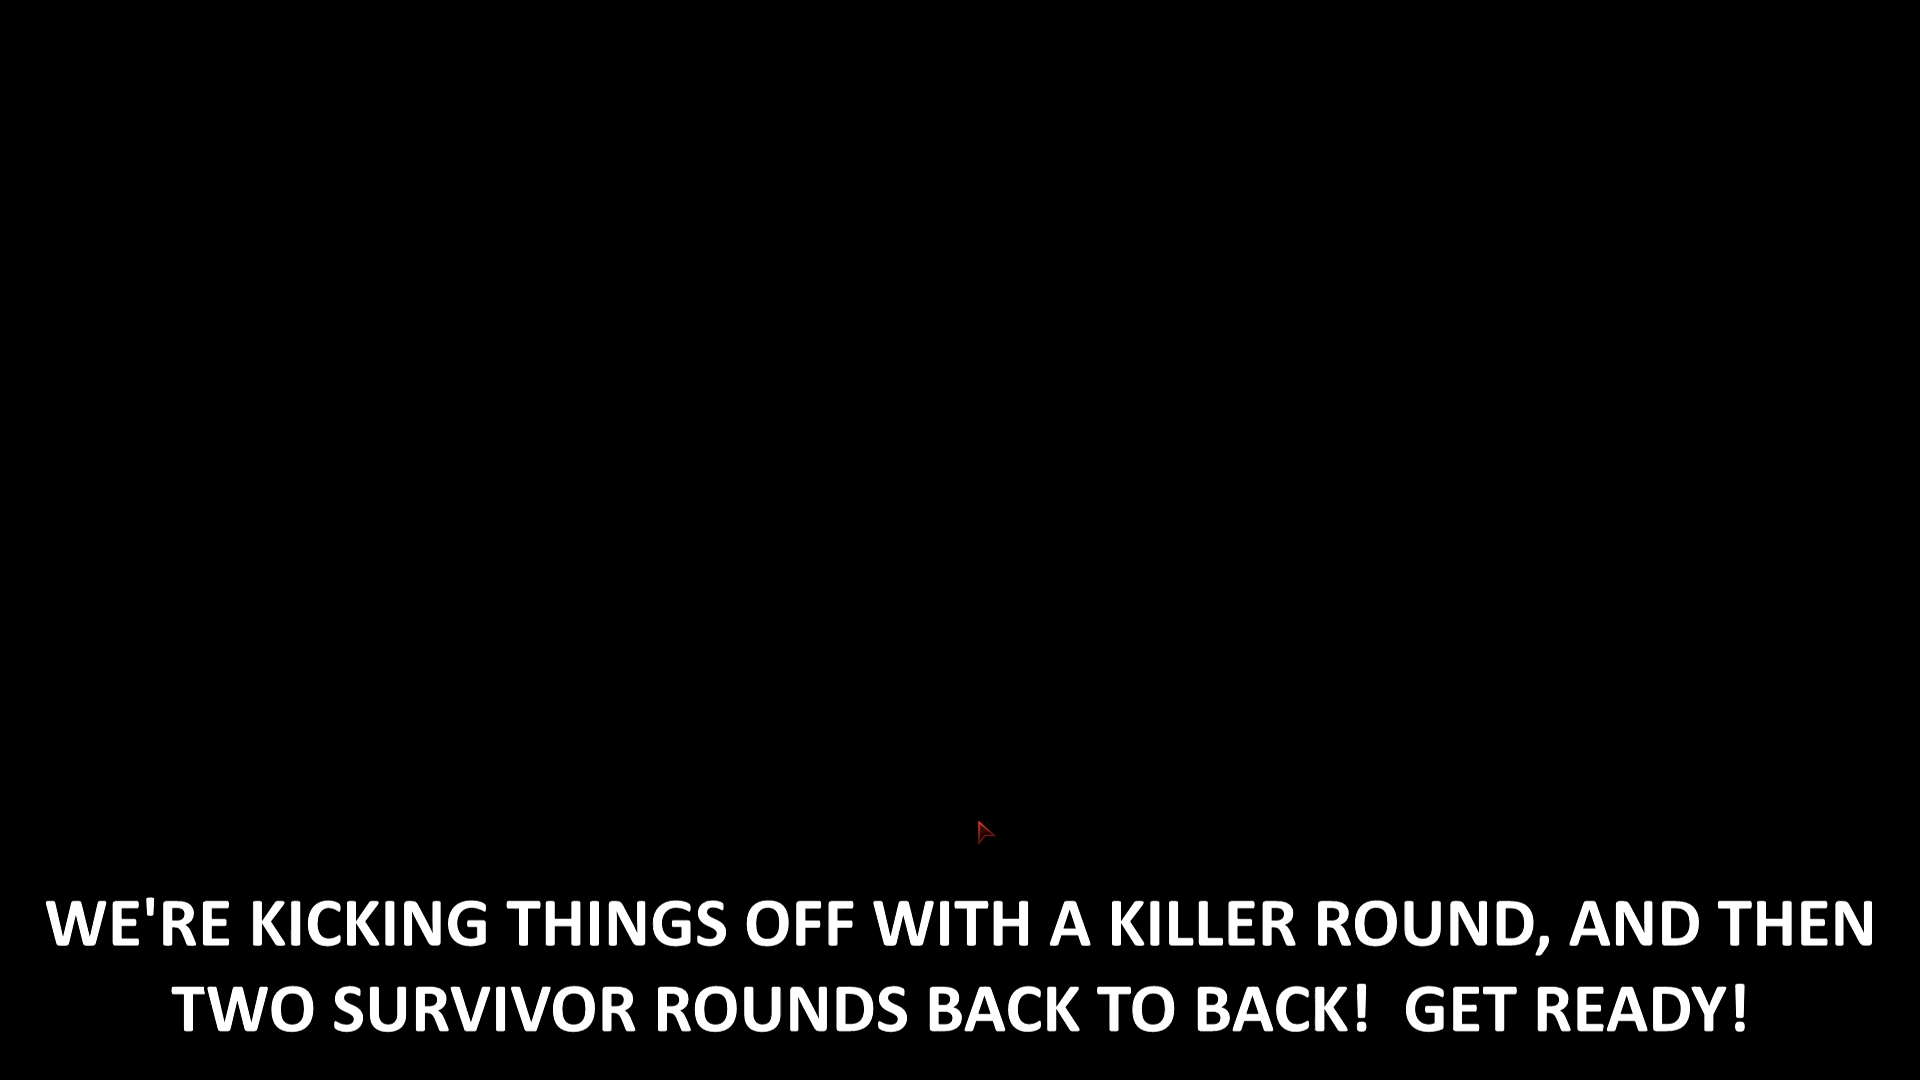 WE'RE KICKING THINGS OFF WITH A KILLER ROUND, AND THEN
TWO SURVIVOR ROUNDS BACK TO BACK!  GET READY!